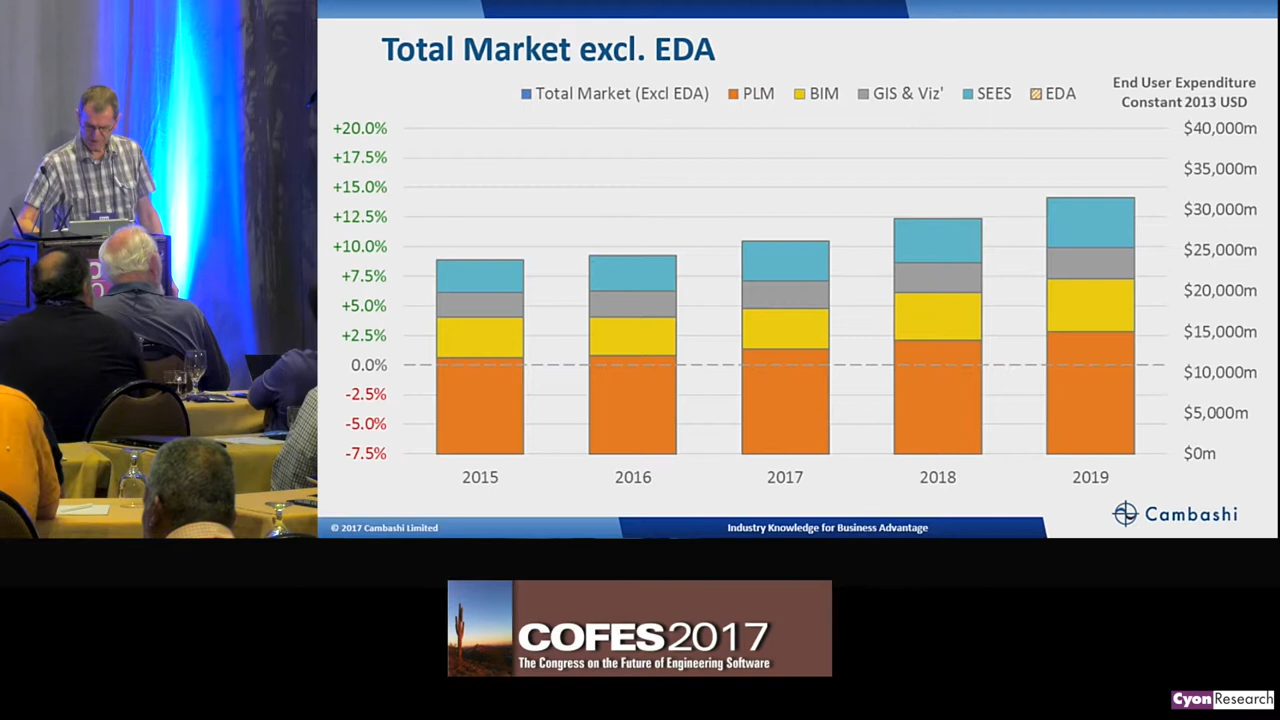 Total Market excl. EDA
Total Market (Excl EDA) PLM BIM GIS & Viz' SEES EDA
End User Expenditure
Constant 2013 USD
+20.0%
+17.5%
+15.0%
+12.5%
+10.0%
+7.5%
+5.0%
+2.5%
0.0%
-2.5%
-5.0%
-7.5%
$40,000m
$35,000m
$30,000m
$25,000m
$20,000m
$15,000m
$10,000m
$5,000m
$0m
2015 2016 2017 2018 2019
Cambashi
© 2017 Cambashi Limited
Industry Knowledge for Business Advantage
COFES2017
The Congress on the Future of Engineering Software
CyonResearch